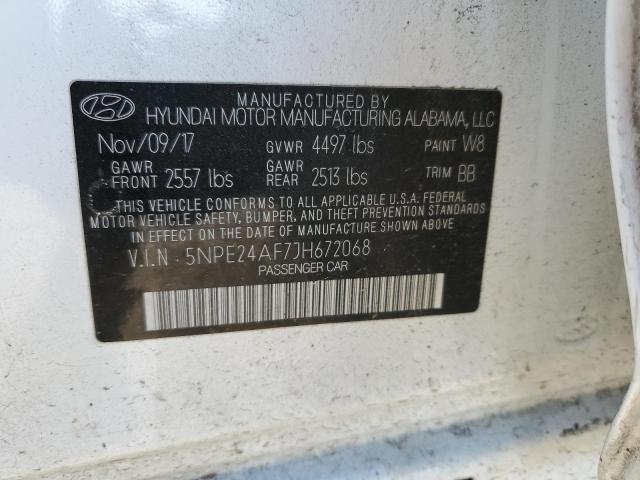 MANUFACTURED BY
HYUNDAI MOTOR MANUFACTURING ALABAMA, LLC
Nov/09/17 GVWR 4497 lbs PAINT W8
GAWR FRONT 2557 lbs GAWR REAR 2513 lbs TRIM BB
THIS VEHICLE CONFORMS TO ALL APPLICABLE U.S.A. FEDERAL
MOTOR VEHICLE SAFETY, BUMPER, AND THEFT PREVENTION STANDARDS
IN EFFECT ON THE DATE OF MANUFACTURE SHOWN ABOVE.
V.I.N 5NPE24AF7JH672068
PASSENGER CAR